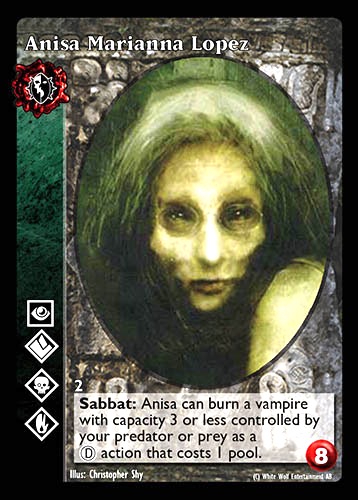 Anisa Marianna Lopez
2
Sabbat: Anisa can burn a vampire
with capacity 3 or less controlled by
your predator or prey as a
Ⓓ action that costs 1 pool.
8
Illus: Christopher Shy
(C) White Wolf Entertainment AB